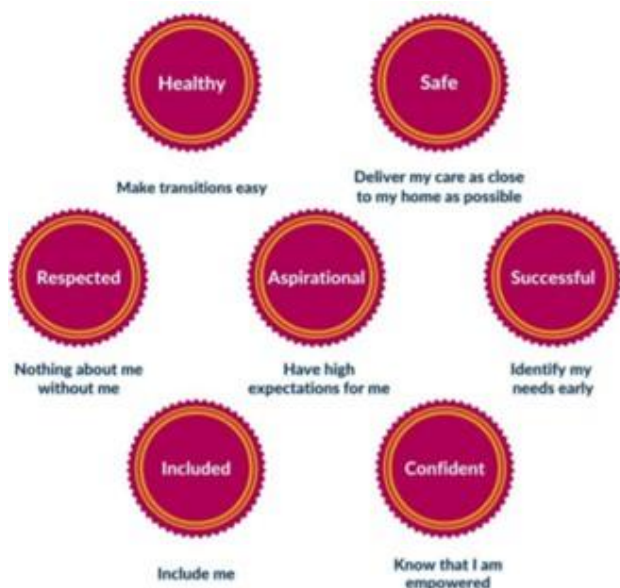 Healthy
Safe
Make transitions easy
Deliver my care as close
to my home as possible
Respected
Aspirational
Successful
Nothing about me
without me
Have high
expectations for me
Identify my
needs early
Included
Confident
Include me
Know that I am
empowered